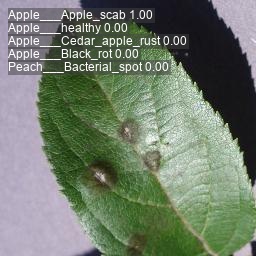 Apple___Apple_scab 1.00
Apple___healthy 0.00
Apple___Cedar_apple_rust 0.00
Apple___Black_rot 0.00
Peach___Bacterial_spot 0.00